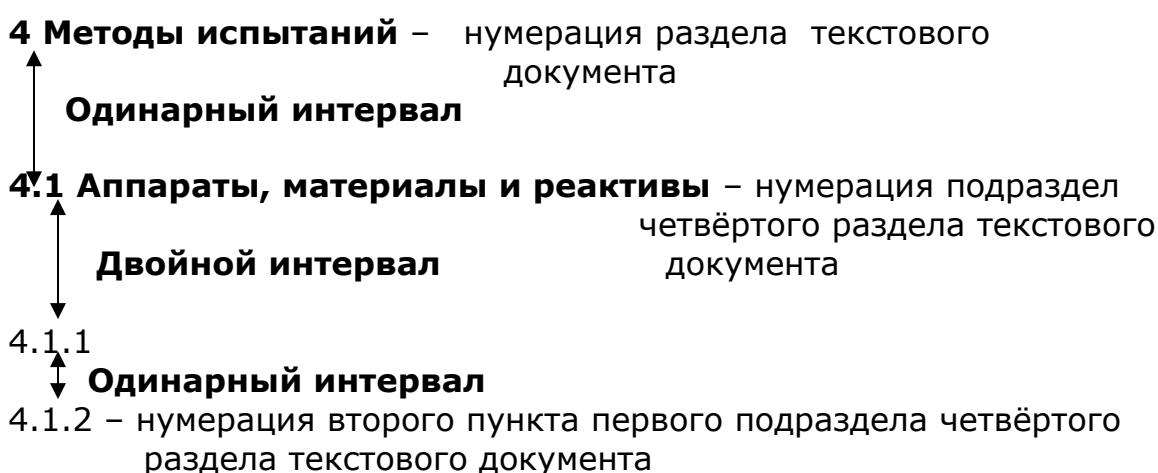 4 Методы испытаний – нумерация раздела текстового
документа
Одинарный интервал
4.1 Аппараты, материалы и реактивы – нумерация подраздел
четвёртого раздела текстового
Двойной интервал документа
4.1.1
Одинарный интервал
4.1.2 – нумерация второго пункта первого подраздела четвёртого
раздела текстового документа